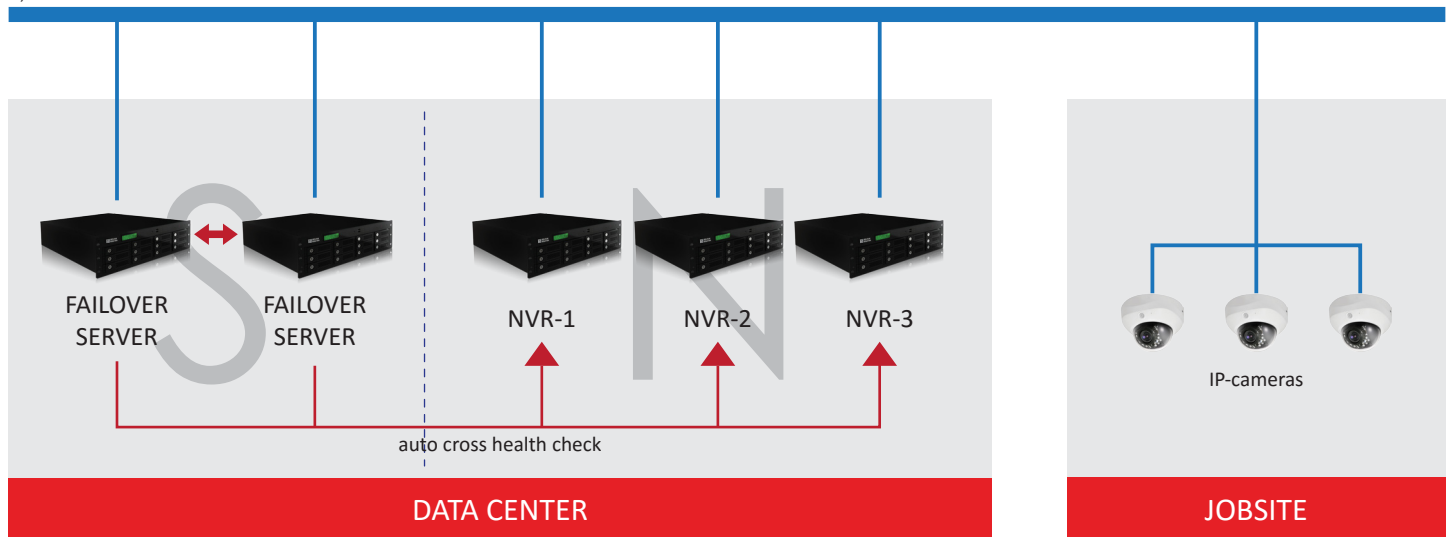 S
N
FAILOVER
SERVER
FAILOVER
SERVER
NVR-1
NVR-2
NVR-3
IP-cameras
auto cross health check
DATA CENTER
JOBSITE